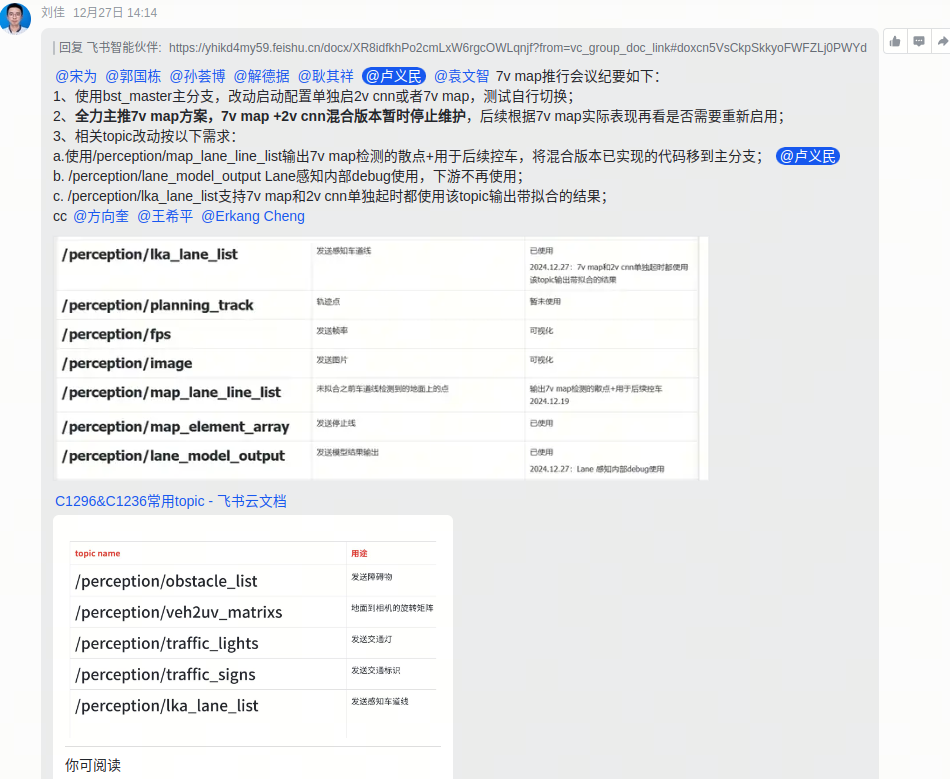 刘佳 12月27日 14:14
回复 飞书智能伙伴: https://yhikd4my59.feishu.cn/docx/XR8idfkhPo2cmLxW6rgcOWLqnjf?from=vc_group_doc_link#doxcn5VsCkpSkkyoFWFZLj0PWYd
@宋为 @郭国栋 @孙荟博 @解德据 @耿其祥 @卢义民 @袁文智 7v map推行会议纪要如下：
1、使用bst_master主分支，改动启动配置单独启2v cnn或者7v map，测试自行切换；
2、全力主推7v map方案，7v map +2v cnn混合版本暂时停止维护，后续根据7v map实际表现再看是否需要重新启用；
3、相关topic改动按以下需求：
a.使用/perception/map_lane_line_list输出7v map检测的散点+用于后续控车，将混合版本已实现的代码移到主分支； @卢义民
b. /perception/lane_model_output Lane感知内部debug使用，下游不再使用；
c. /perception/lka_lane_list支持7v map和2v cnn单独起时都使用该topic输出带拟合的结果；
cc @方向奎 @王希平 @Erkang Cheng
/perception/lka_lane_list 发送感知车道线 已使用
2024.12.27：7v map和2v cnn单独起时都使用
该topic输出带拟合的结果
/perception/planning_track 轨迹点 暂未使用
/perception/fps 发送帧率 可视化
/perception/image 发送图片 可视化
/perception/map_lane_line_list 未拟合之前车道线检测到的地面上的点 输出7v map检测的散点+用于后续控车
2024.12.19
/perception/map_element_array 发送停止线 已使用
/perception/lane_model_output 发送模型结果输出 已使用
2024.12.27：Lane 感知内部debug使用
C1296&C1236常用topic - 飞书云文档
topic name 用途
/perception/obstacle_list 发送障碍物
/perception/veh2uv_matrixs 地面到相机的旋转矩阵
/perception/traffic_lights 发送交通灯
/perception/traffic_signs 发送交通标识
/perception/lka_lane_list 发送感知车道线
你可阅读